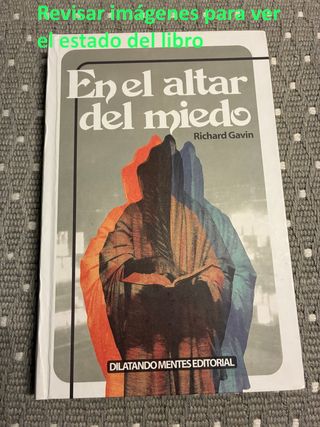 Revisar imágenes para ver
el estado del libro
En el altar
del miedo
Richard Gavin
DILATANDO MENTES EDITORIAL